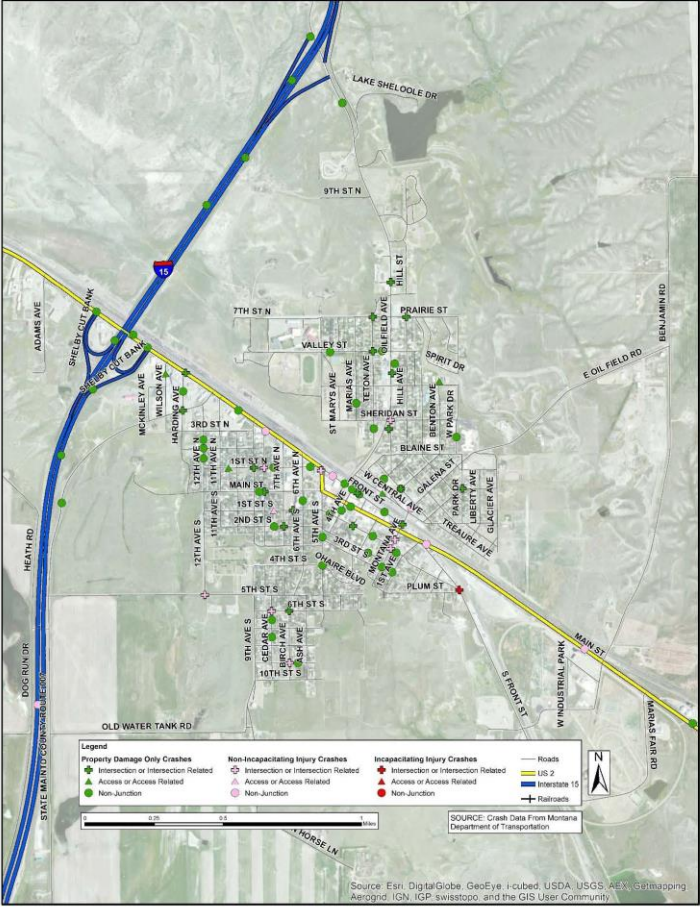 LAKE SHELOOLE DR
9TH ST N
15
HILL ST
BENJAMIN RD
ADAMS AVE
SHELBY CUT BANK
7TH ST N
PRAIRIE ST
OILFIELD AVE
VALLEY ST
SHELBY CUT BANK
SPIRIT DR
E OIL FIELD RD
MCKINLEY AVE
WILSON AVE
HARDING AVE
ST MARYS AVE
MARIAS AVE
TETON AVE
HILL AVE
BENTON AVE
W PARK DR
SHERIDAN ST
3RD ST N
BLAINE ST
12TH AVE N
11TH AVE N
1ST ST N
7TH AVE N
6TH AVE N
GALENA ST
W CENTRAL AVE
FRONT ST
MAIN ST
PARK DR
LIBERTY AVE
GLACIER AVE
1ST ST S
4TH AVE
11TH AVE S
2ND ST S
6TH AVE S
5TH AVE S
TREAURE AVE
12TH AVE S
3RD ST S
MONTANA AVE
HEATH RD
4TH ST S
OHAIRE BLVD
1ST AVE
5TH ST S
PLUM ST
6TH ST S
9TH AVE S
CEDAR AVE
BIRCH AVE
ASH AVE
10TH ST S
MAIN ST
DOG RUN DR
S FRONT ST
W INDUSTRIAL PARK
MARIAS FAIR RD
OLD WATER TANK RD
Legend
Property Damage Only Crashes
Intersection or Intersection Related
Access or Access Related
Non-Junction
Non-Incapacitating Injury Crashes
Intersection or Intersection Related
Access or Access Related
Non-Junction
Incapacitating Injury Crashes
Intersection or Intersection Related
Access or Access Related
Non-Junction
Roads
US 2
Interstate 15
Railroads
N
0 0.25 0.5 1
Miles
SOURCE: Crash Data From Montana
Department of Transportation
HORSE LN
Source: Esri, DigitalGlobe, GeoEye, i-cubed, USDA, USGS, AEX, Getmapping,
Aerogrid, IGN, IGP, swisstopo, and the GIS User Community